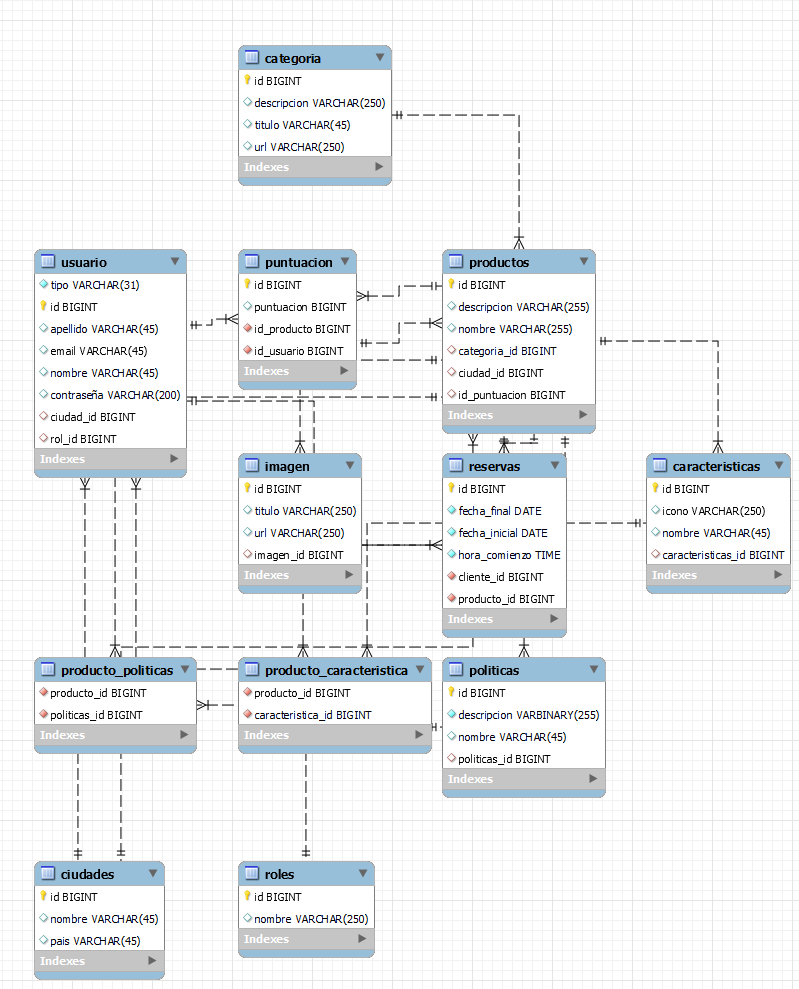 categoria
id BIGINT
descripcion VARCHAR(250)
titulo VARCHAR(45)
url VARCHAR(250)
Indexes
usuario
tipo VARCHAR(31)
id BIGINT
apellido VARCHAR(45)
email VARCHAR(45)
nombre VARCHAR(45)
contraseña VARCHAR(200)
ciudad_id BIGINT
rol_id BIGINT
Indexes
puntuacion
id BIGINT
puntuacion BIGINT
id_producto BIGINT
id_usuario BIGINT
Indexes
productos
id BIGINT
descripcion VARCHAR(255)
nombre VARCHAR(255)
categoria_id BIGINT
ciudad_id BIGINT
id_puntuacion BIGINT
Indexes
imagen
id BIGINT
titulo VARCHAR(250)
url VARCHAR(250)
imagen_id BIGINT
Indexes
reservas
id BIGINT
fecha_final DATE
fecha_inicial DATE
hora_comienzo TIME
cliente_id BIGINT
producto_id BIGINT
Indexes
caracteristicas
id BIGINT
icono VARCHAR(250)
nombre VARCHAR(45)
caracteristicas_id BIGINT
Indexes
producto_politicas
producto_id BIGINT
politicas_id BIGINT
Indexes
producto_caracteristica
producto_id BIGINT
caracteristica_id BIGINT
Indexes
politicas
id BIGINT
descripcion VARBINARY(255)
nombre VARCHAR(45)
politicas_id BIGINT
Indexes
ciudades
id BIGINT
nombre VARCHAR(45)
pais VARCHAR(45)
Indexes
roles
id BIGINT
nombre VARCHAR(250)
Indexes